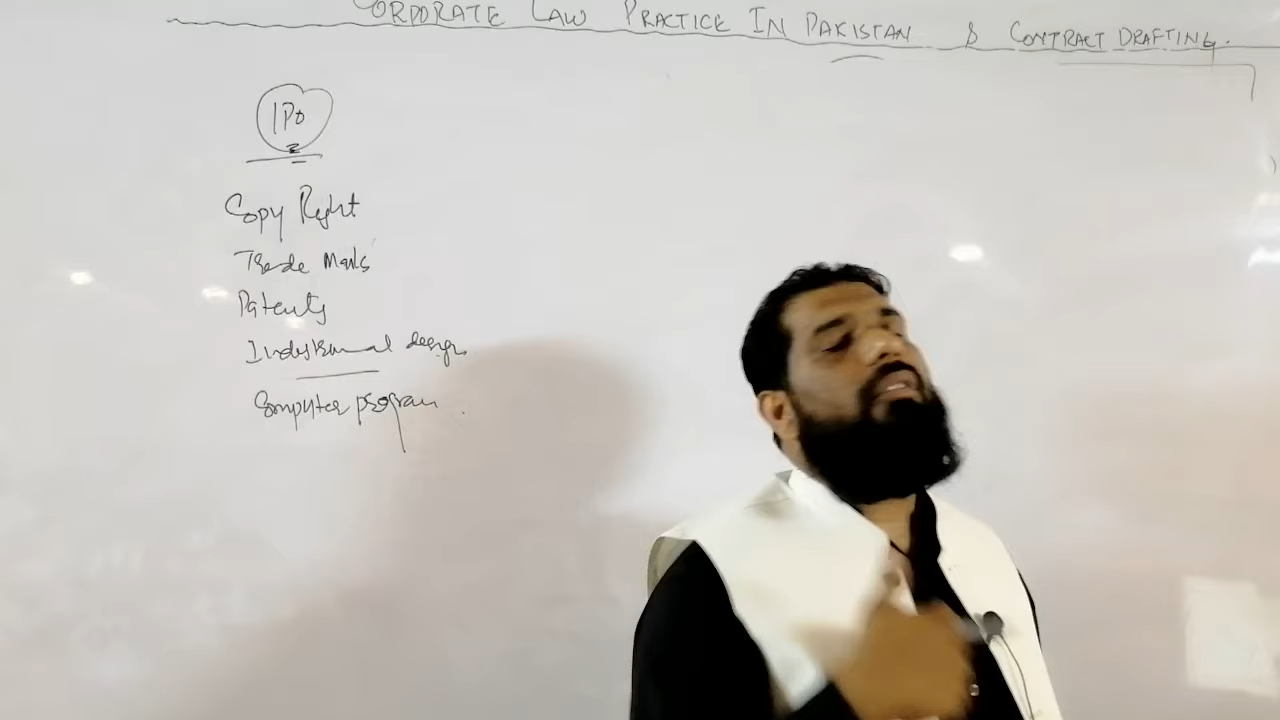 CORPORATE LAW PRACTICE IN PAKISTAN & CONTRACT DRAFTING.
IPO
Copy Right
Trade Marks
Patents
Industrial design
Computer program.